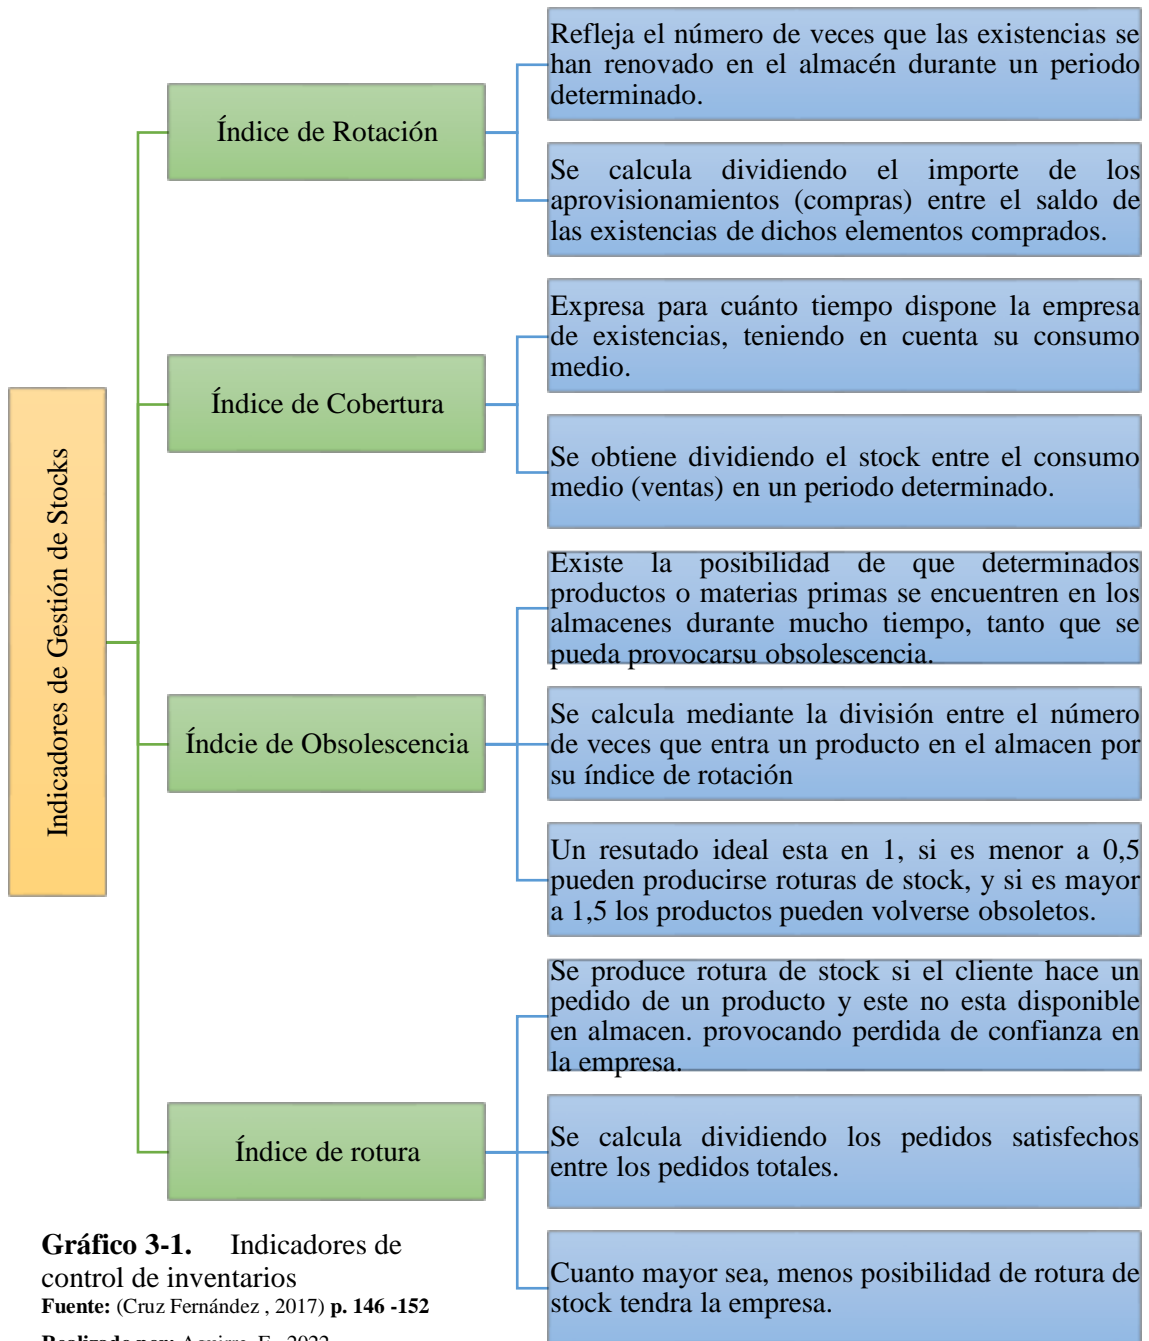 Indicadores de Gestión de Stocks
Índice de Rotación
Refleja el número de veces que las existencias se
han renovado en el almacén durante un periodo
determinado.
Se calcula dividiendo el importe de los
aprovisionamientos (compras) entre el saldo de
las existencias de dichos elementos comprados.
Índice de Cobertura
Expresa para cuánto tiempo dispone la empresa
de existencias, teniendo en cuenta su consumo
medio.
Se obtiene dividiendo el stock entre el consumo
medio (ventas) en un periodo determinado.
Índcie de Obsolescencia
Existe la posibilidad de que determinados
productos o materias primas se encuentren en los
almacenes durante mucho tiempo, tanto que se
pueda provocarsu obsolescencia.
Se calcula mediante la división entre el número
de veces que entra un producto en el almacen por
su índice de rotación
Un resutado ideal esta en 1, si es menor a 0,5
pueden producirse roturas de stock, y si es mayor
a 1,5 los productos pueden volverse obsoletos.
Índice de rotura
Se produce rotura de stock si el cliente hace un
pedido de un producto y este no esta disponible
en almacen. provocando perdida de confianza en
la empresa.
Se calcula dividiendo los pedidos satisfechos
entre los pedidos totales.
Cuanto mayor sea, menos posibilidad de rotura de
stock tendra la empresa.
Gráfico 3-1. Indicadores de
control de inventarios
Fuente: (Cruz Fernández , 2017) p. 146 -152
Realizado por: Aguirre, E., 2022